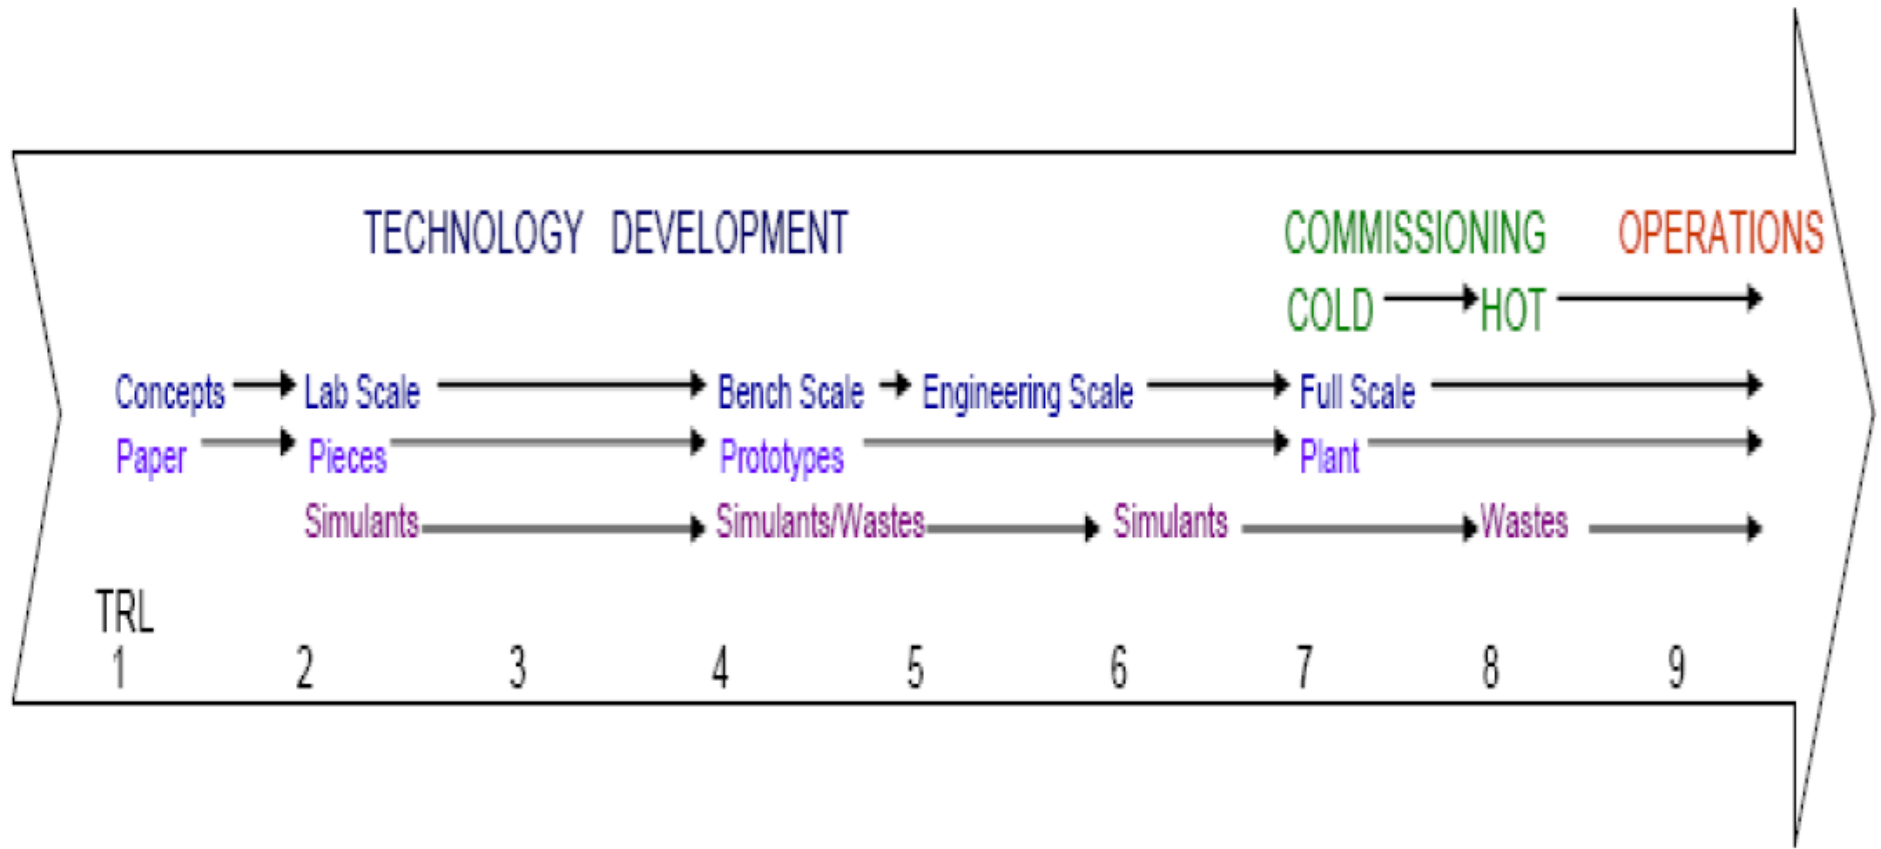 TECHNOLOGY DEVELOPMENT COMMISSIONING OPERATIONS
COLD HOT
Concepts Lab Scale Bench Scale Engineering Scale Full Scale
Paper Pieces Prototypes Plant
Simulants Simulants/Wastes Simulants Wastes
TRL
1 2 3 4 5 6 7 8 9